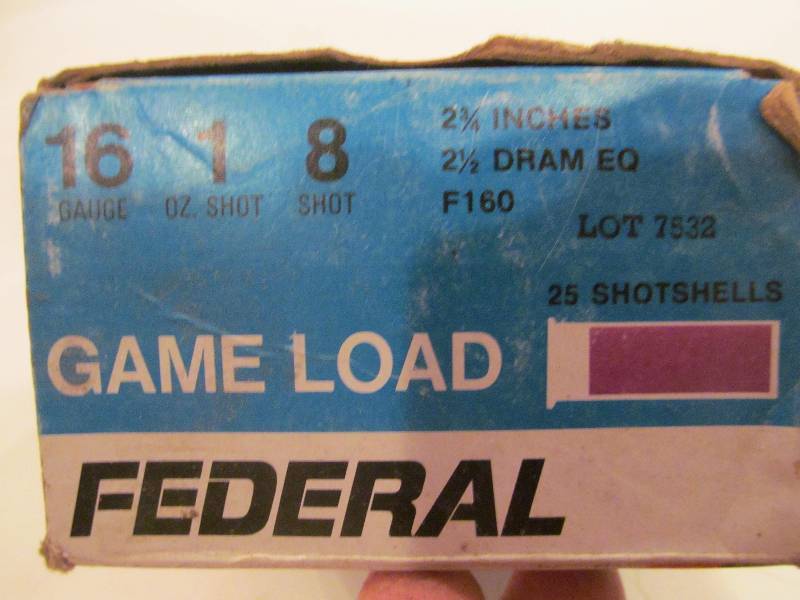 16 1 8
GAUGE OZ. SHOT SHOT
2¾ INCHES
2½ DRAM EQ
F160
LOT 7532
25 SHOTSHELLS
GAME LOAD
FEDERAL